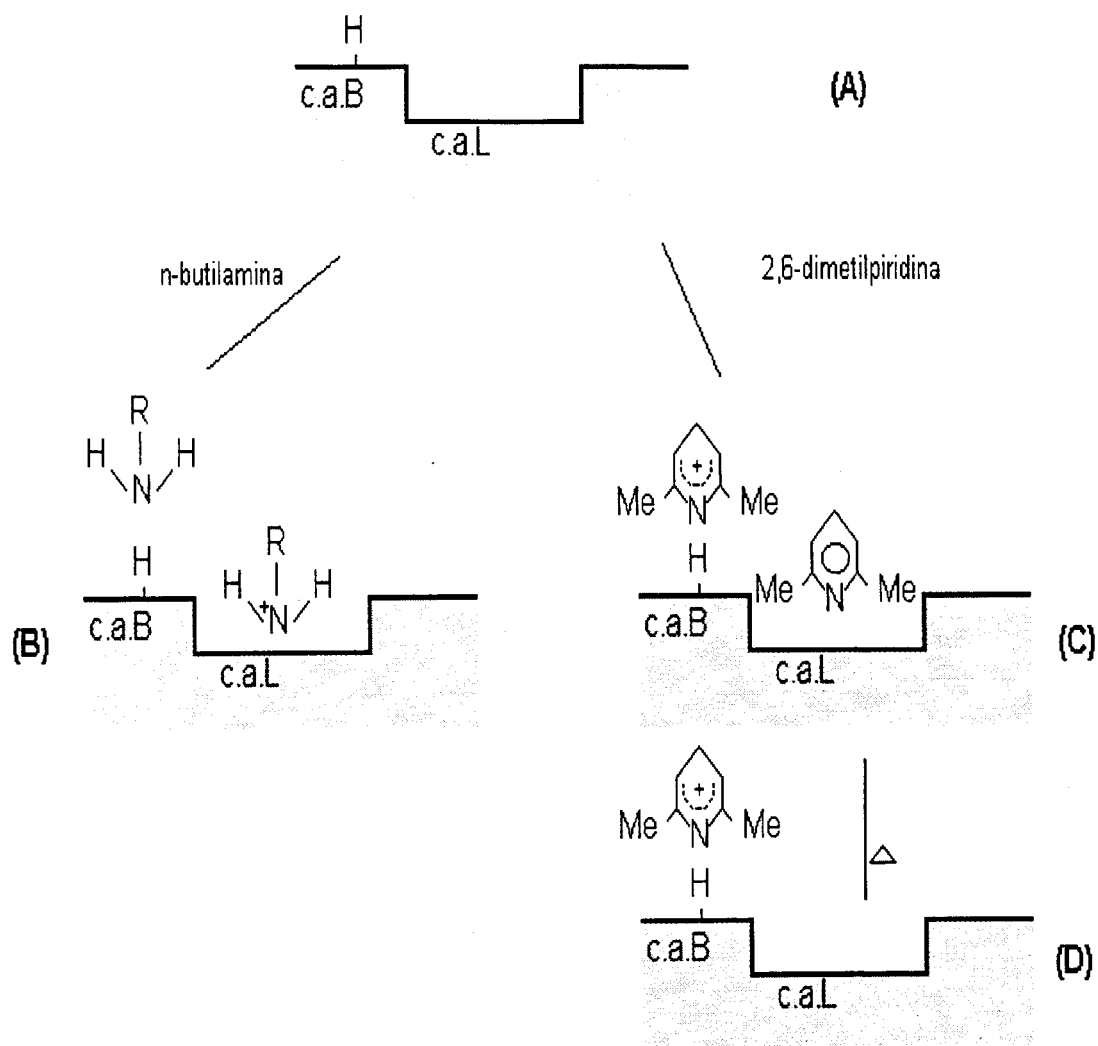 H
c.a.B
(A)
c.a.L
n-butilamina
2,6-dimetilpiridina
R
H H
N
H
R
H H
+N
c.a.B
(B)
c.a.L
+
Me N Me
H
Me N Me
c.a.B
(C)
c.a.L
+
Me N Me
△
H
c.a.B
(D)
c.a.L